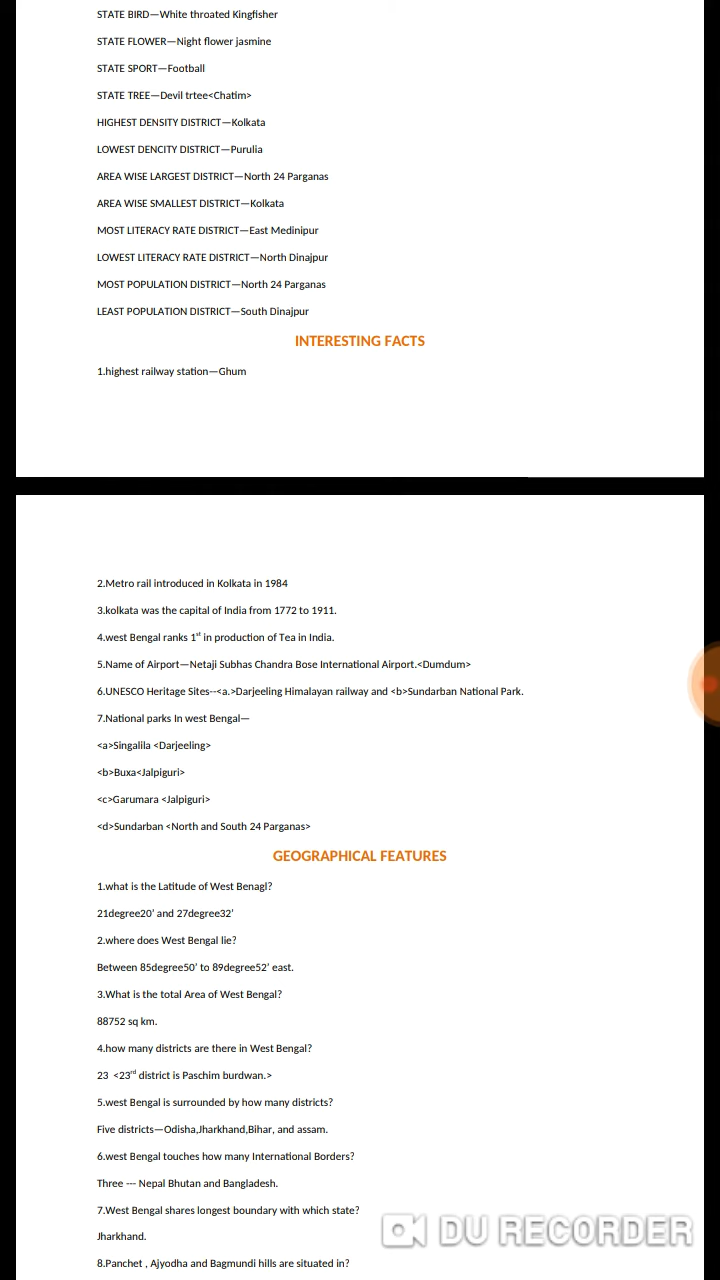 STATE BIRD—White throated Kingfisher
STATE FLOWER—Night flower jasmine
STATE SPORT—Football
STATE TREE—Devil trtee<Chatim>
HIGHEST DENSITY DISTRICT—Kolkata
LOWEST DENCITY DISTRICT—Purulia
AREA WISE LARGEST DISTRICT—North 24 Parganas
AREA WISE SMALLEST DISTRICT—Kolkata
MOST LITERACY RATE DISTRICT—East Medinipur
LOWEST LITERACY RATE DISTRICT—North Dinajpur
MOST POPULATION DISTRICT—North 24 Parganas
LEAST POPULATION DISTRICT—South Dinajpur
INTERESTING FACTS
1.highest railway station—Ghum
2.Metro rail introduced in Kolkata in 1984
3.kolkata was the capital of India from 1772 to 1911.
4.west Bengal ranks 1st in production of Tea in India.
5.Name of Airport—Netaji Subhas Chandra Bose International Airport.<Dumdum>
6.UNESCO Heritage Sites--<a.>Darjeeling Himalayan railway and <b>Sundarban National Park.
7.National parks In west Bengal—
<a>Singalila <Darjeeling>
<b>Buxa<Jalpiguri>
<c>Garumara <Jalpiguri>
<d>Sundarban <North and South 24 Parganas>
GEOGRAPHICAL FEATURES
1.what is the Latitude of West Benagl?
21degree20’ and 27degree32’
2.where does West Bengal lie?
Between 85degree50’ to 89degree52’ east.
3.What is the total Area of West Bengal?
88752 sq km.
4.how many districts are there in West Bengal?
23 <23rd district is Paschim burdwan.>
5.west Bengal is surrounded by how many districts?
Five districts—Odisha,Jharkhand,Bihar, and assam.
6.west Bengal touches how many International Borders?
Three --- Nepal Bhutan and Bangladesh.
7.West Bengal shares longest boundary with which state?
Jharkhand.
8.Panchet , Ajyodha and Bagmundi hills are situated in?
DU RECORDER